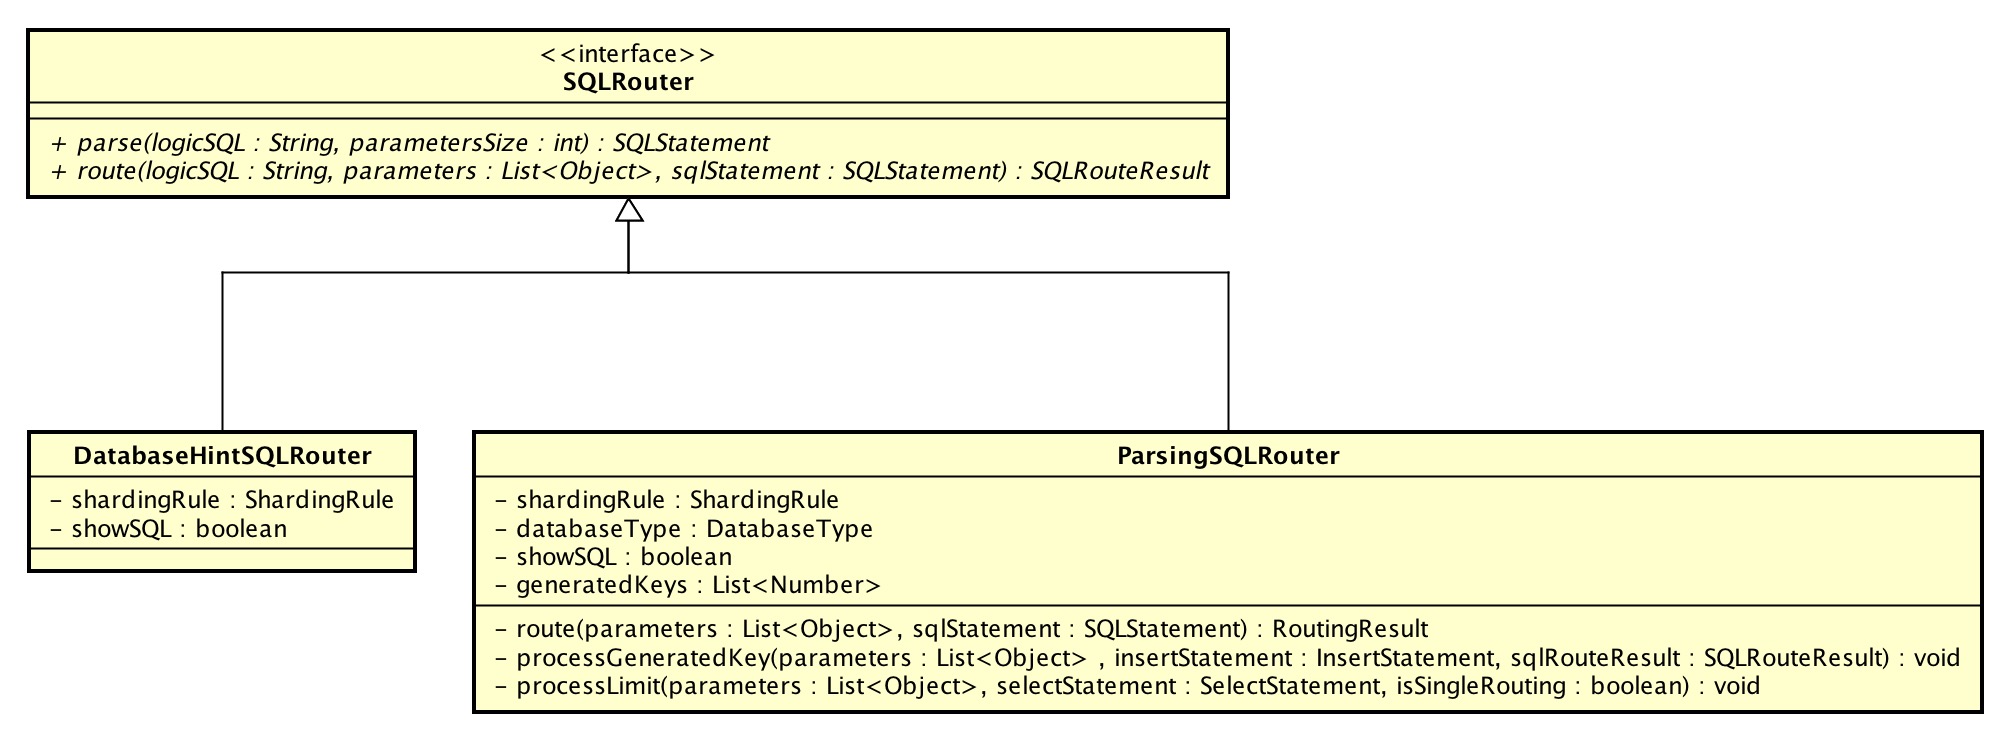 <<interface>>
SQLRouter
+ parse(logicSQL : String, parametersSize : int) : SQLStatement
+ route(logicSQL : String, parameters : List<Object>, sqlStatement : SQLStatement) : SQLRouteResult
DatabaseHintSQLRouter
- shardingRule : ShardingRule
- showSQL : boolean
ParsingSQLRouter
- shardingRule : ShardingRule
- databaseType : DatabaseType
- showSQL : boolean
- generatedKeys : List<Number>
- route(parameters : List<Object>, sqlStatement : SQLStatement) : RoutingResult
- processGeneratedKey(parameters : List<Object> , insertStatement : InsertStatement, sqlRouteResult : SQLRouteResult) : void
- processLimit(parameters : List<Object>, selectStatement : SelectStatement, isSingleRouting : boolean) : void